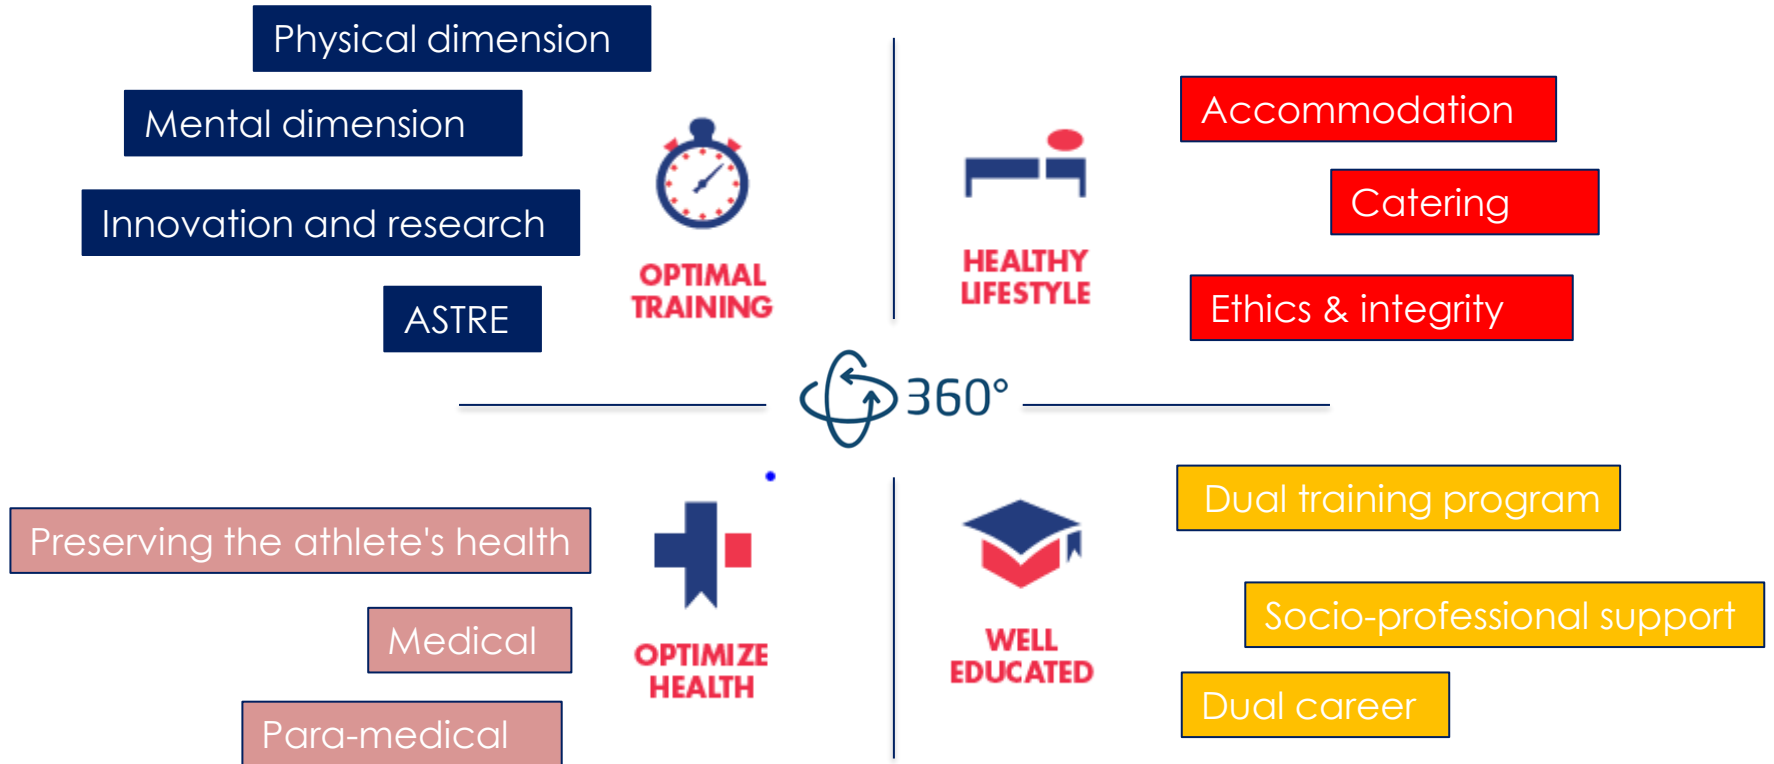 Physical dimension
Mental dimension
Innovation and research
ASTRE
OPTIMAL
TRAINING
HEALTHY
LIFESTYLE
Accommodation
Catering
Ethics & integrity
360°
Preserving the athlete's health
Medical
Para-medical
OPTIMIZE
HEALTH
WELL
EDUCATED
Dual training program
Socio-professional support
Dual career